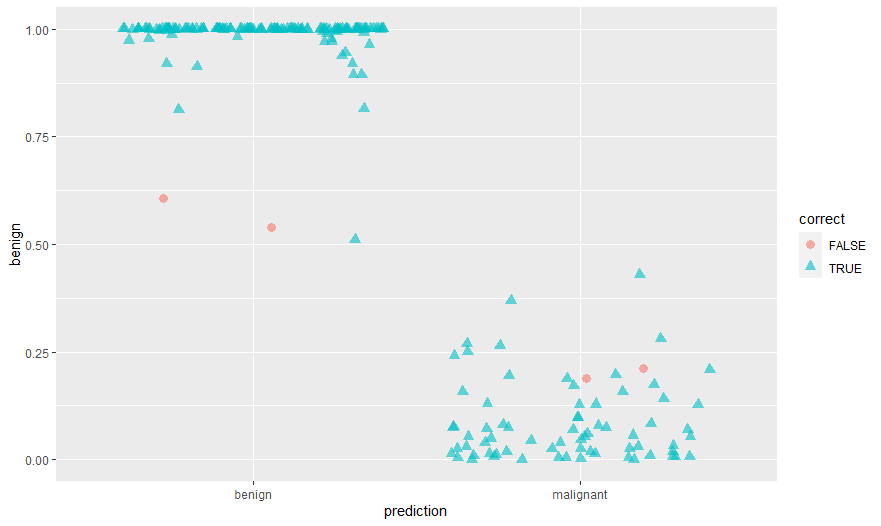 1.00
0.75
0.50
0.25
0.00
benign
benign
malignant
prediction
correct
FALSE
TRUE